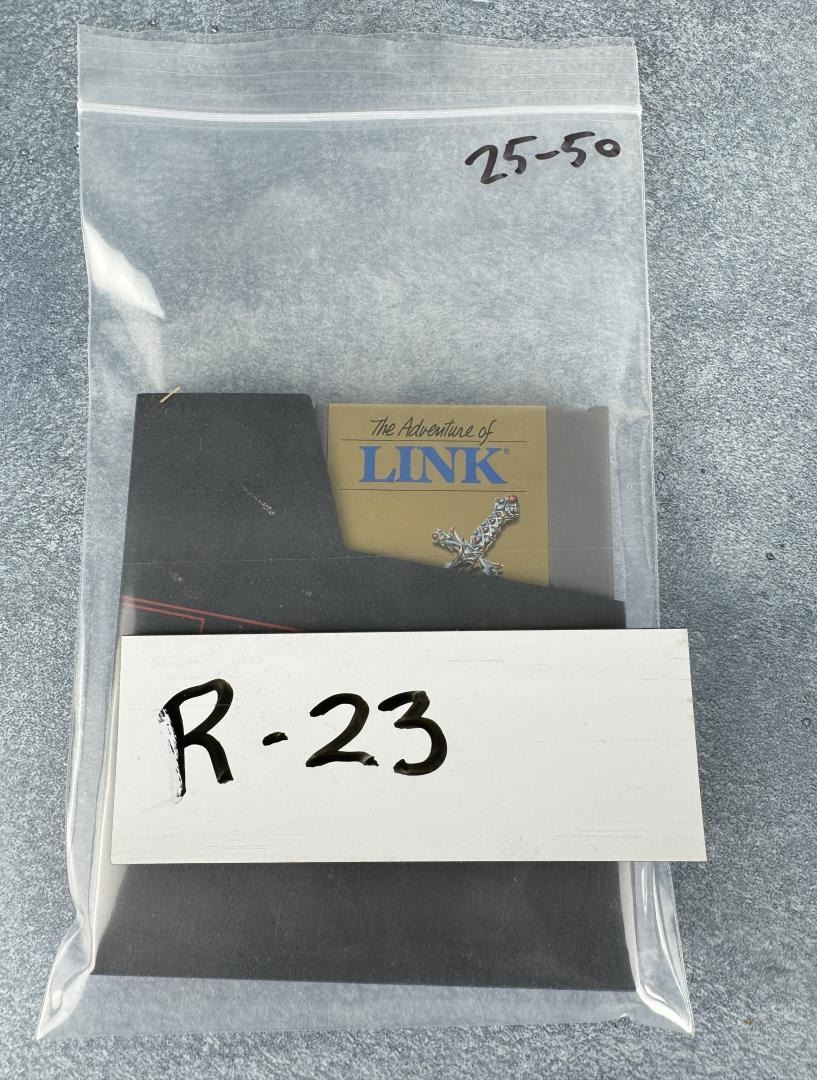 25-50
The Adventure of
LINK®
R-23